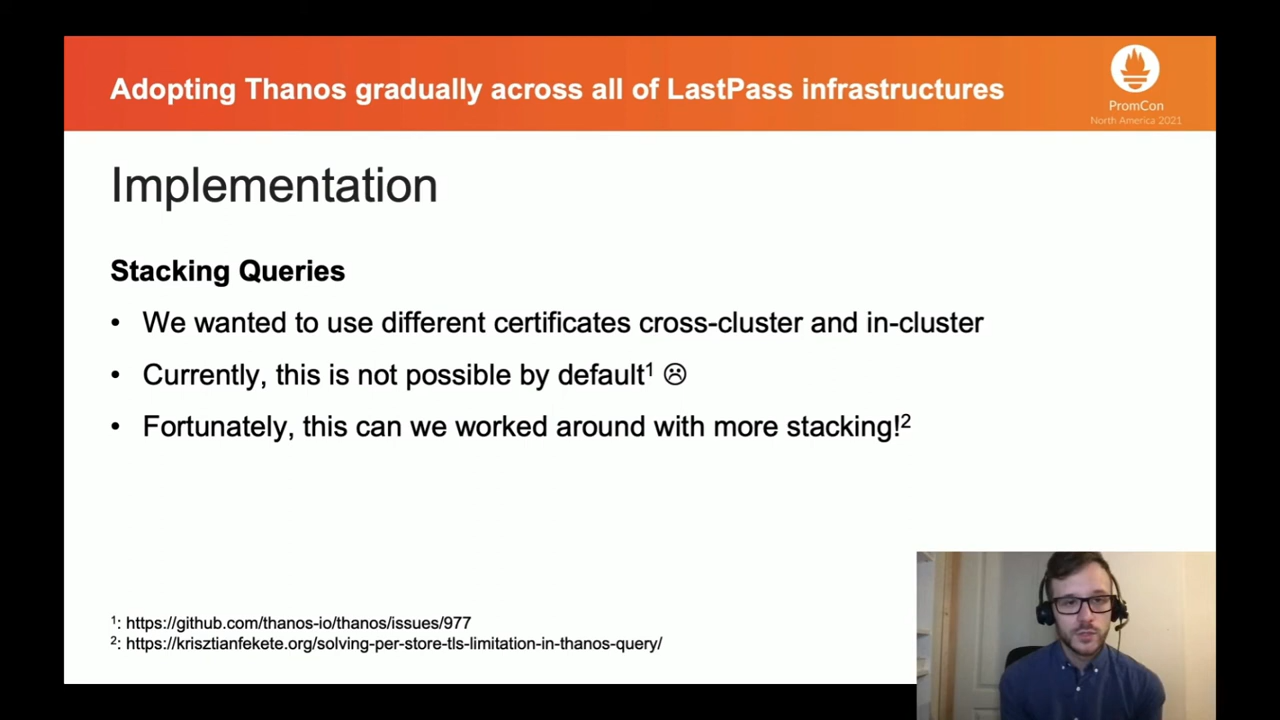 Adopting Thanos gradually across all of LastPass infrastructures
PromCon
North America 2021
Implementation
Stacking Queries
• We wanted to use different certificates cross-cluster and in-cluster
• Currently, this is not possible by default¹ ☹
• Fortunately, this can we worked around with more stacking!²
¹: https://github.com/thanos-io/thanos/issues/977
²: https://krisztianfekete.org/solving-per-store-tls-limitation-in-thanos-query/